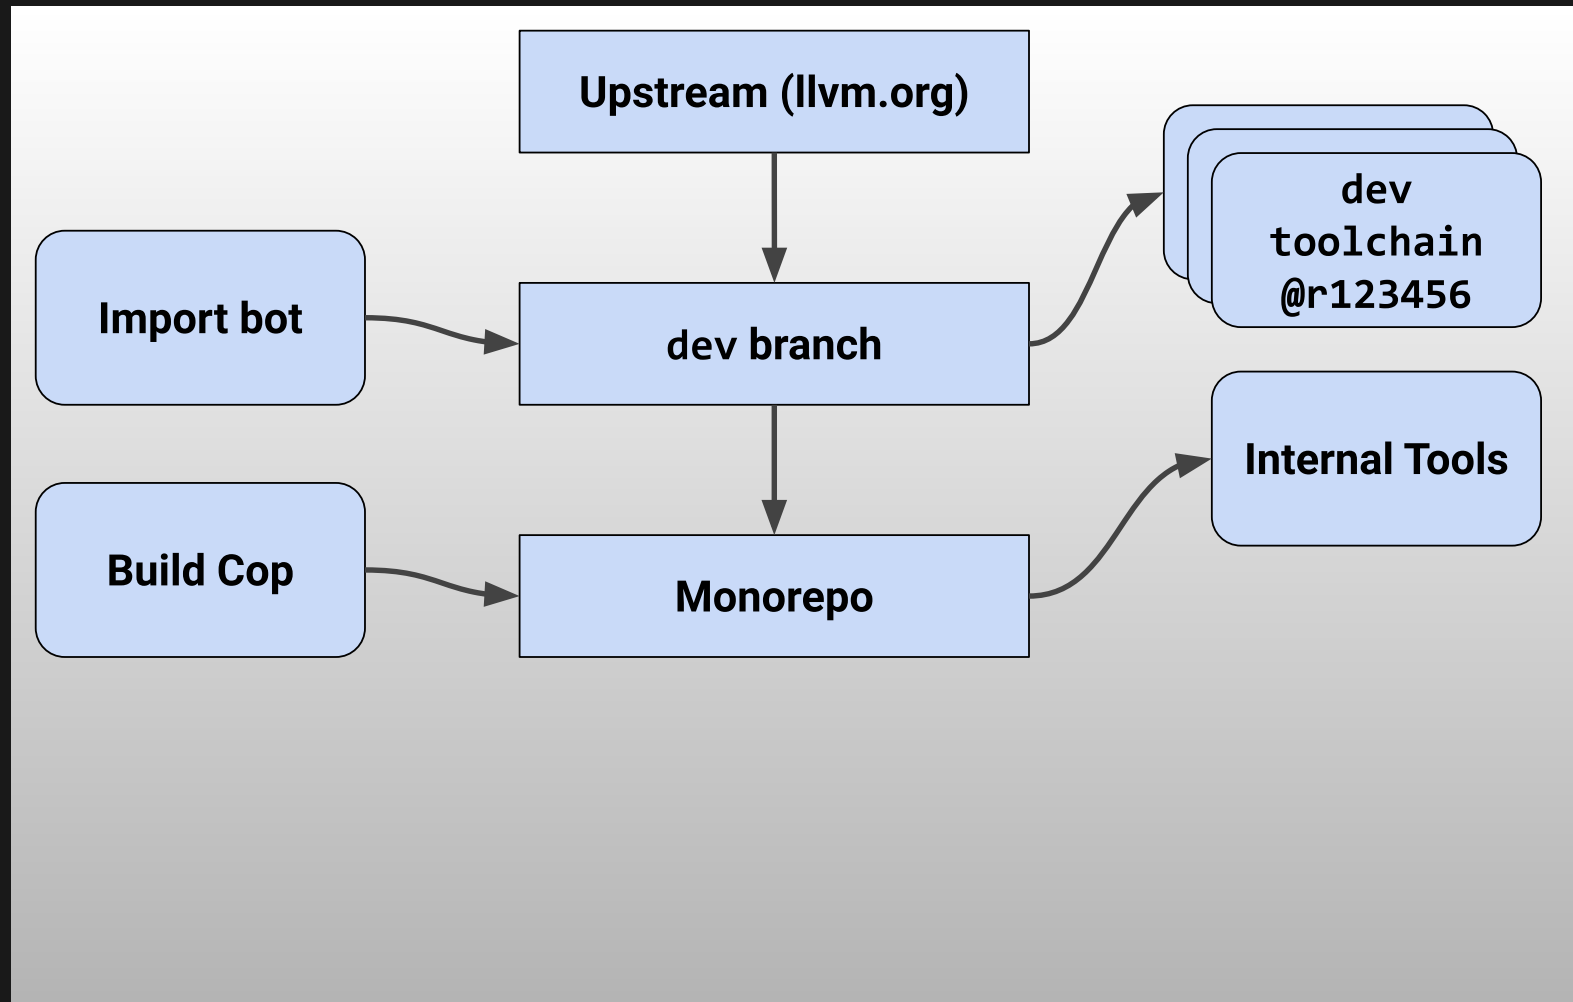 Upstream (llvm.org)
dev
toolchain
@r123456
Import bot
dev branch
Internal Tools
Build Cop
Monorepo